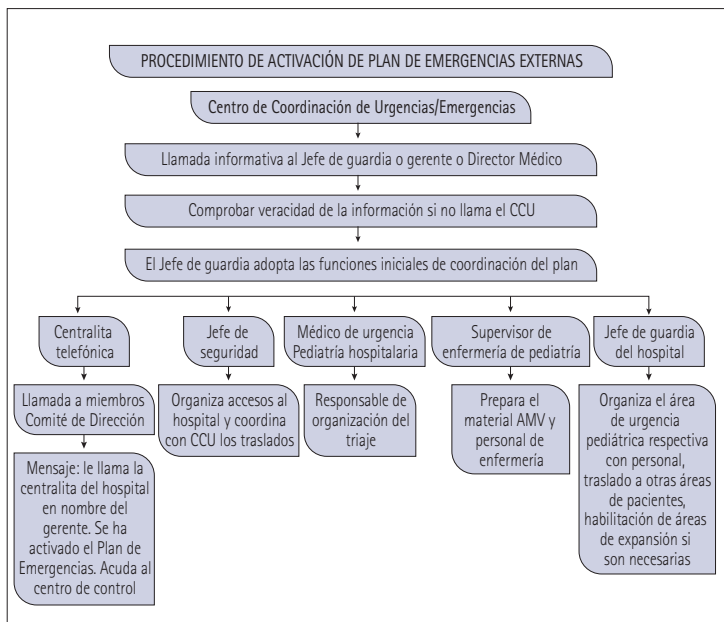 PROCEDIMIENTO DE ACTIVACIÓN DE PLAN DE EMERGENCIAS EXTERNAS
Centro de Coordinación de Urgencias/Emergencias
Llamada informativa al Jefe de guardia o gerente o Director Médico
Comprobar veracidad de la información si no llama el CCU
El Jefe de guardia adopta las funciones iniciales de coordinación del plan
Centralita
telefónica
Llamada a miembros
Comité de Dirección
Mensaje: le llama la
centralita del hospital
en nombre del
gerente. Se ha
activado el Plan de
Emergencias. Acuda al
centro de control
Jefe de
seguridad
Organiza accesos al
hospital y coordina
con CCU los traslados
Médico de urgencia
Pediatría hospitalaria
Responsable de
organización del
triaje
Supervisor de
enfermería de pediatría
Prepara el
material AMV y
personal de
enfermería
Jefe de guardia
del hospital
Organiza el área
de urgencia
pediátrica respectiva
con personal,
traslado a otras áreas
de pacientes,
habilitación de áreas
de expansión si
son necesarias